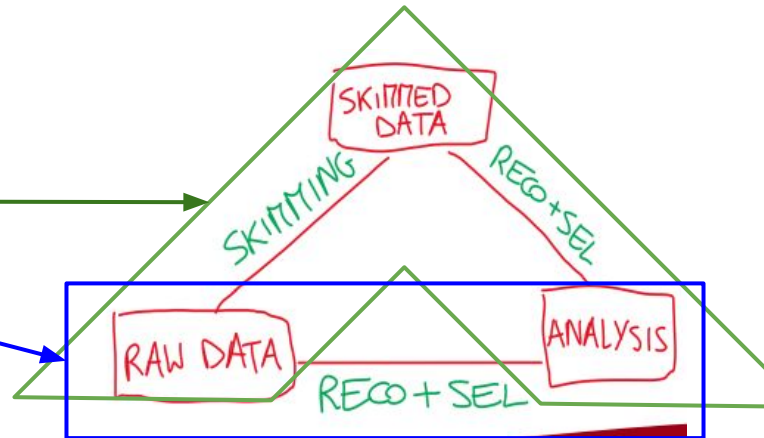 SKIMMED
DATA
SKIMMING
RECO+SEL
RAW DATA
ANALYSIS
RECO+SEL